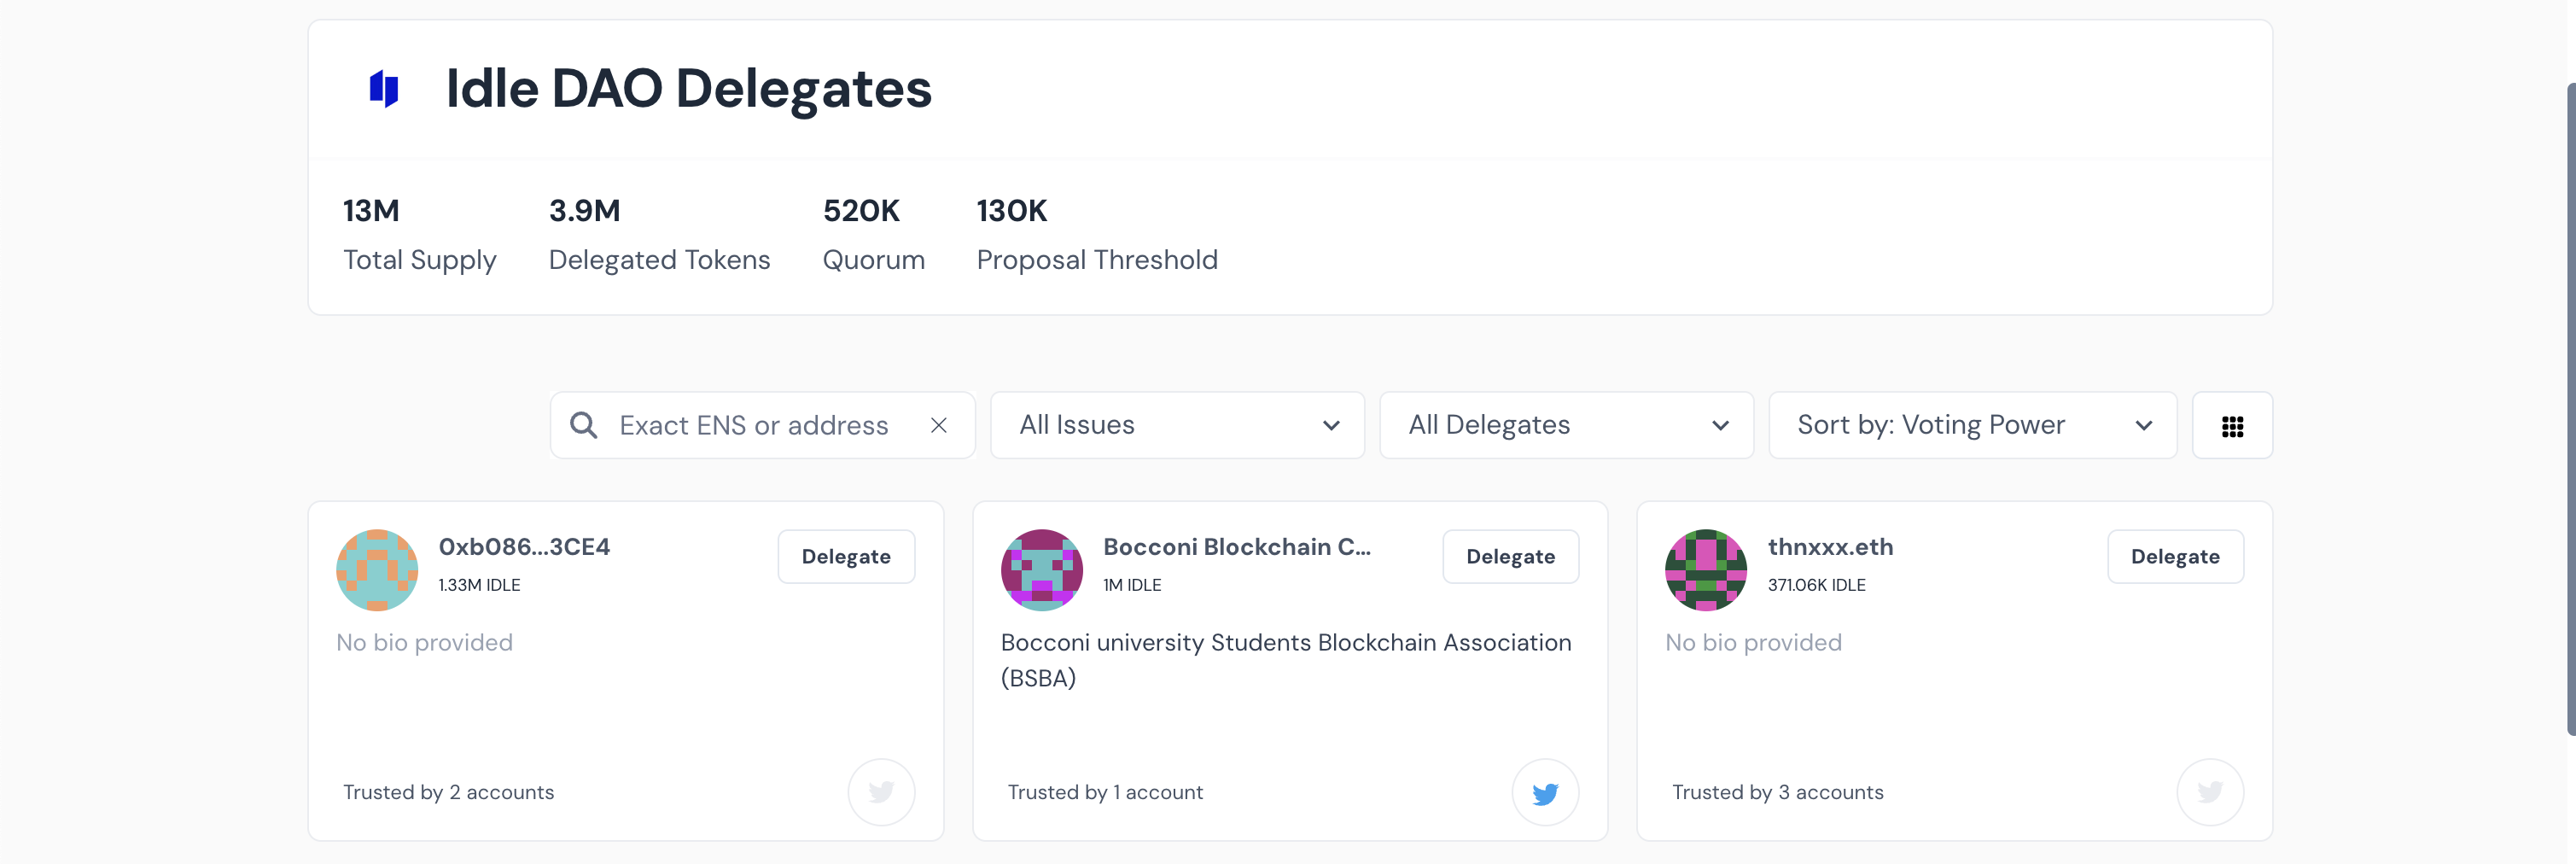 Idle DAO Delegates
13M
Total Supply
3.9M
Delegated Tokens
520K
Quorum
130K
Proposal Threshold
Exact ENS or address
All Issues
All Delegates
Sort by: Voting Power
0xb086...3CE4
1.33M IDLE
Delegate
No bio provided
Trusted by 2 accounts
Bocconi Blockchain C...
1M IDLE
Delegate
Bocconi university Students Blockchain Association
(BSBA)
Trusted by 1 account
thnxxx.eth
371.06K IDLE
Delegate
No bio provided
Trusted by 3 accounts